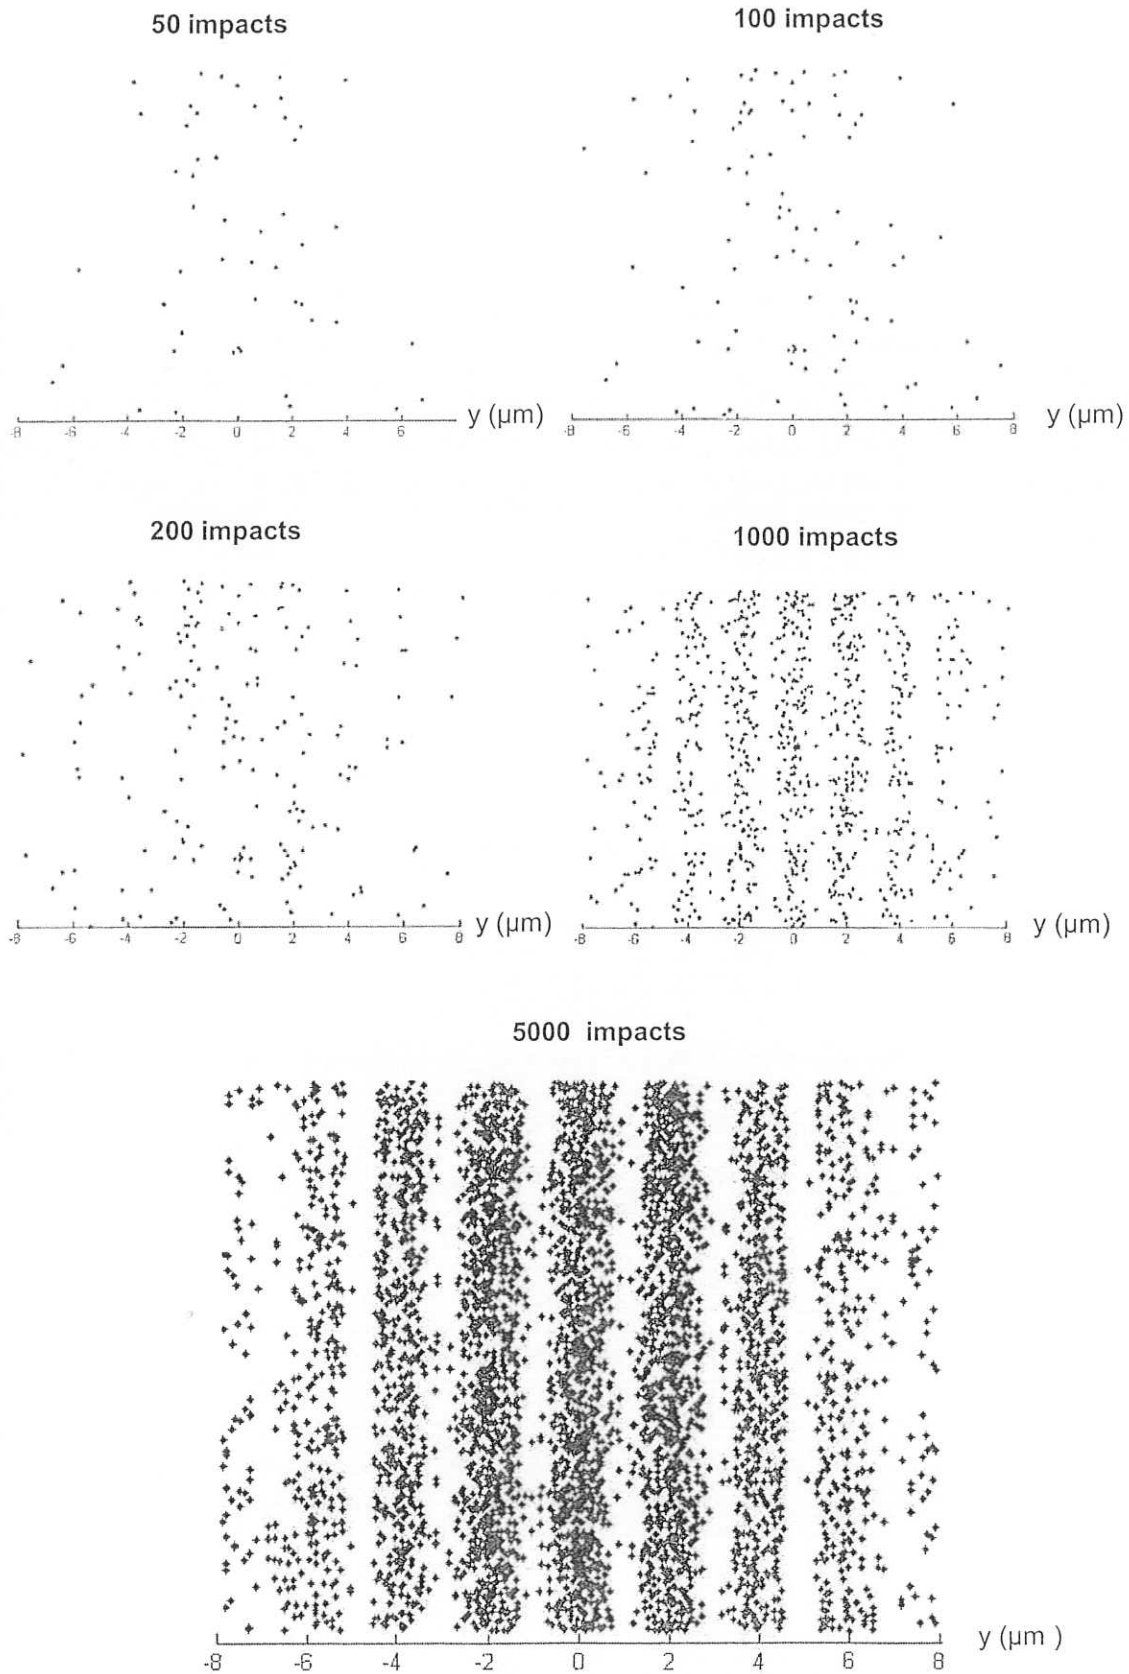 50 impacts
100 impacts
-8 -6 -4 -2 0 2 4 6 y (µm)
-8 -6 -4 -2 0 2 4 6 8 y (µm)
200 impacts
1000 impacts
-8 -6 -4 -2 0 2 4 6 8 y (µm)
-8 -6 -4 -2 0 2 4 6 8 y (µm)
5000 impacts
-8 -6 -4 -2 0 2 4 6 8 y (µm )